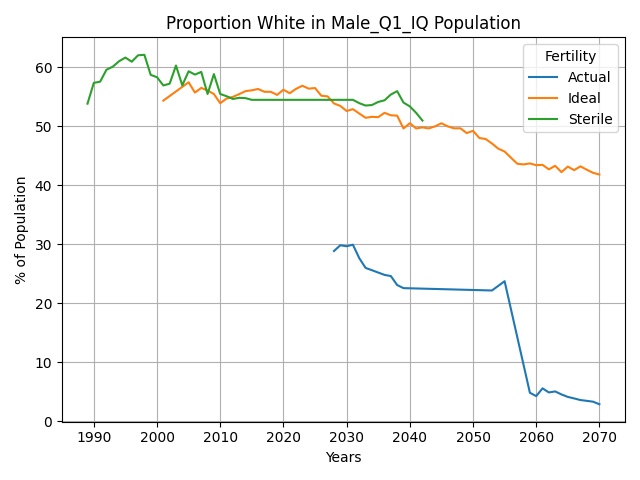 Proportion White in Male_Q1_IQ Population
Fertility
Actual
Ideal
Sterile
% of Population
60
50
40
30
20
10
0
1990 2000 2010 2020 2030 2040 2050 2060 2070
Years